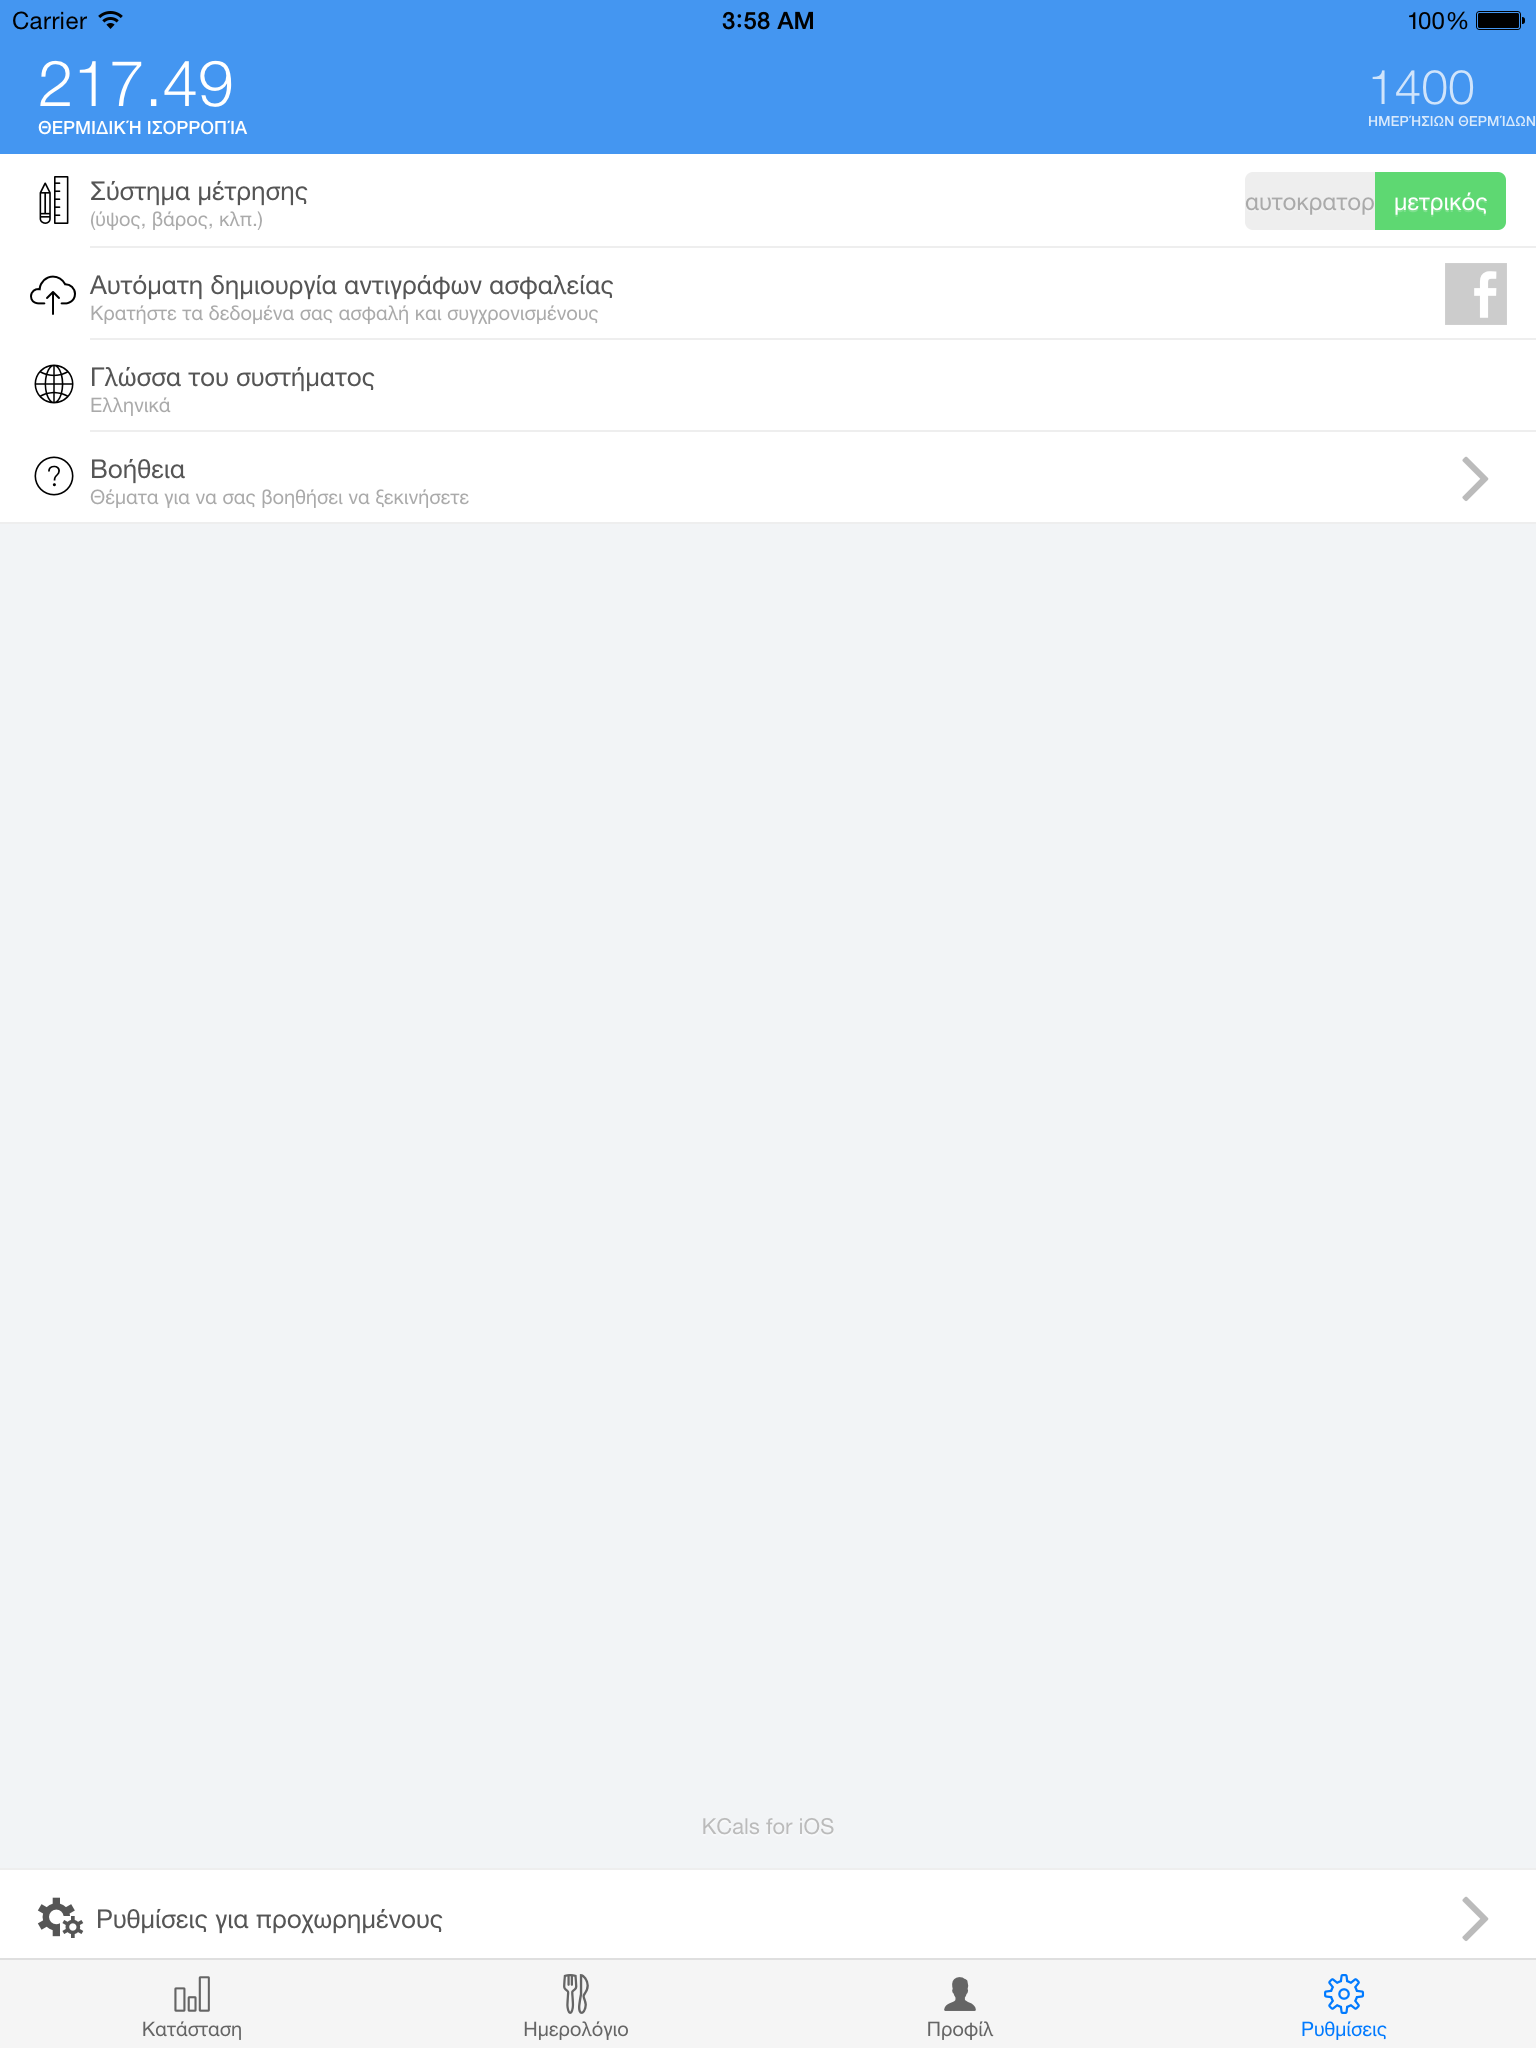 Carrier 3:58 AM 100%
217.49
ΘΕΡΜΙΔΙΚΉ ΙΣΟΡΡΟΠΊΑ
1400
ΗΜΕΡΉΣΙΩΝ ΘΕΡΜΊΔΩΝ
Σύστημα μέτρησης
(ύψος, βάρος, κλπ.)
αυτοκρατορ μετρικός
Αυτόματη δημιουργία αντιγράφων ασφαλείας
Κρατήστε τα δεδομένα σας ασφαλή και συγχρονισμένους
f
Γλώσσα του συστήματος
Ελληνικά
?
Βοήθεια
Θέματα για να σας βοηθήσει να ξεκινήσετε
KCals for iOS
Ρυθμίσεις για προχωρημένους
Κατάσταση Ημερολόγιο Προφίλ Ρυθμίσεις